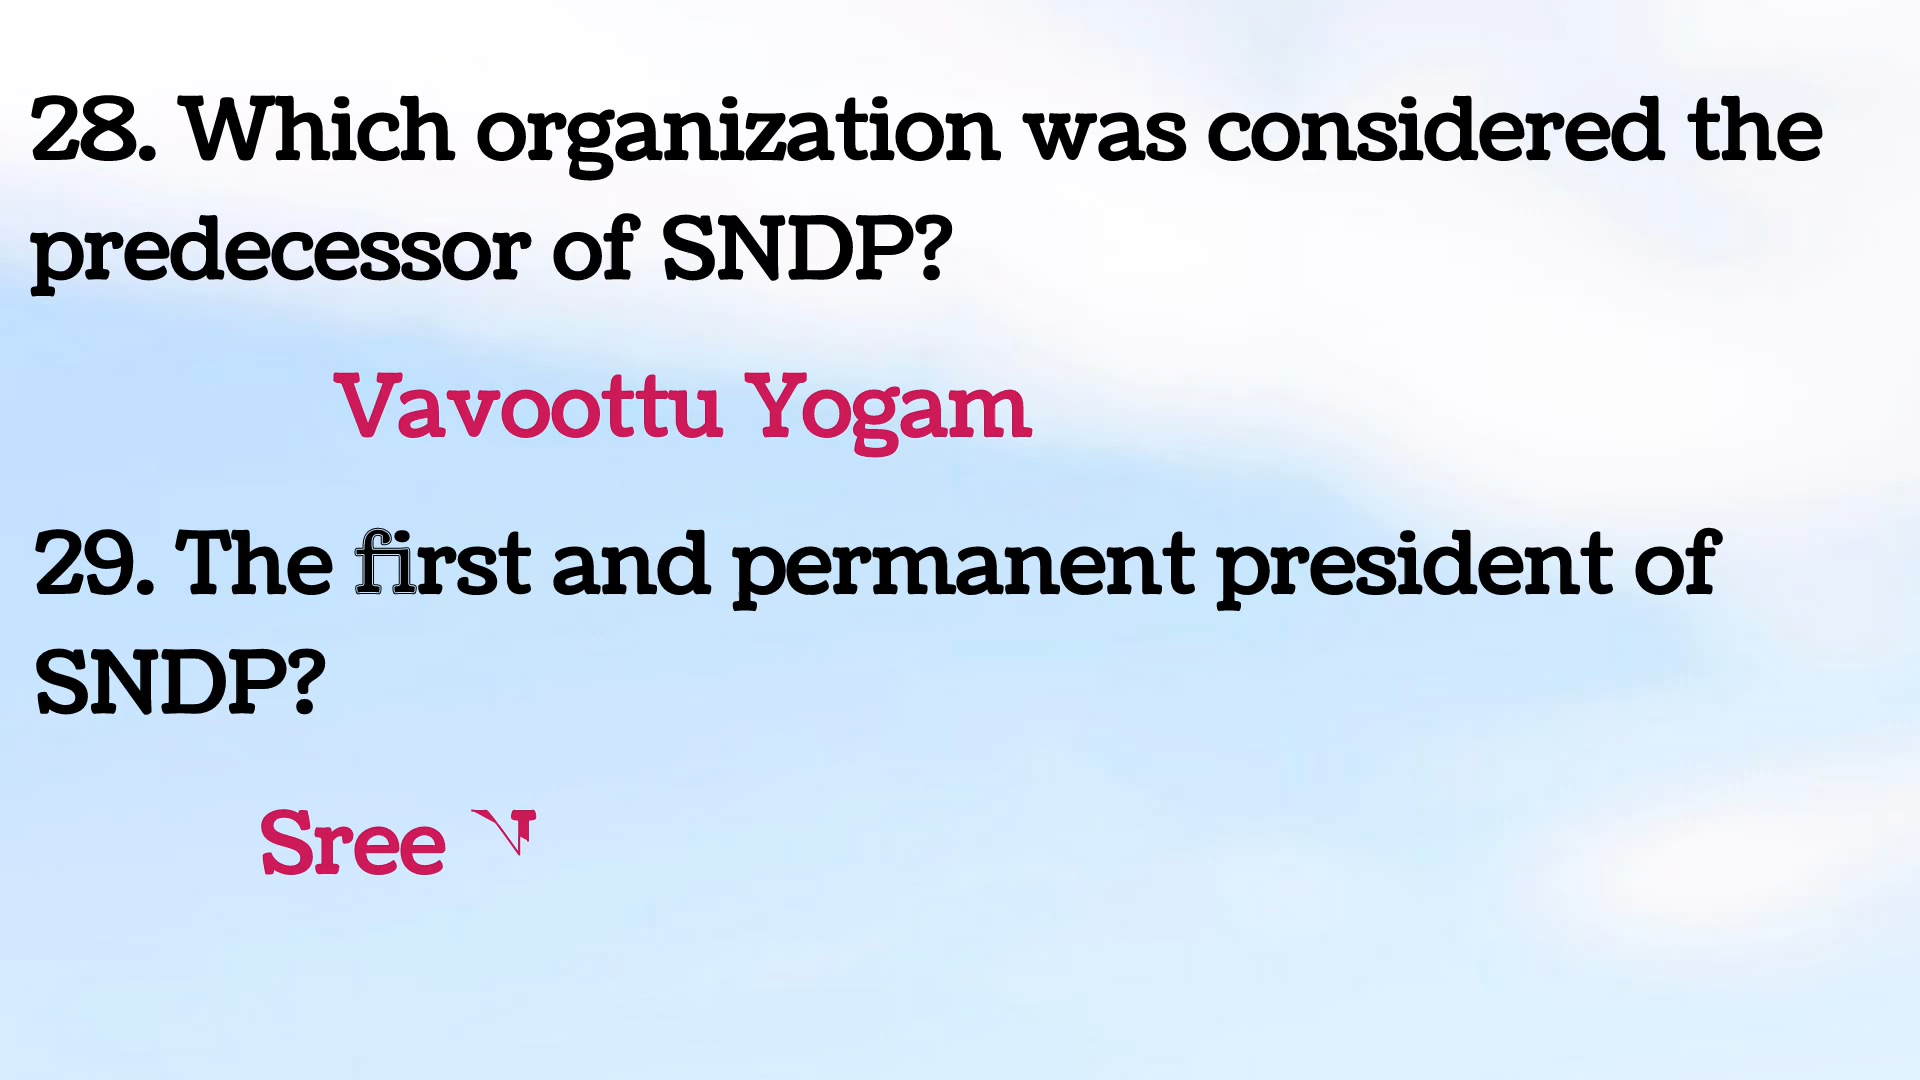 28. Which organization was considered the
predecessor of SNDP?
Vavoottu Yogam
29. The first and permanent president of
SNDP?
Sree